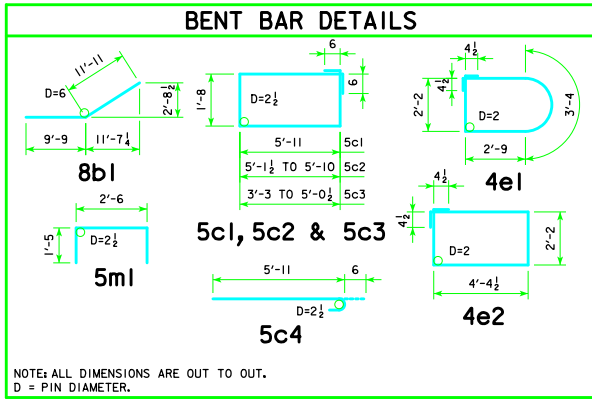 BENT BAR DETAILS
11'-11
D=6
2'-8½
9'-9
11'-7¼
8b1
6
6
1'-8
D=2½
5'-11 5c1
5'-1½ TO 5'-10 5c2
3'-3 TO 5'-0½ 5c3
5c1, 5c2 & 5c3
4½
4½
2'-2
D=2
3'-4
2'-9
4e1
2'-6
1'-5
D=2½
5m1
5'-11
6
D=2½
5c4
4½
4½
D=2
2'-2
4'-4½
4e2
NOTE: ALL DIMENSIONS ARE OUT TO OUT.
D = PIN DIAMETER.